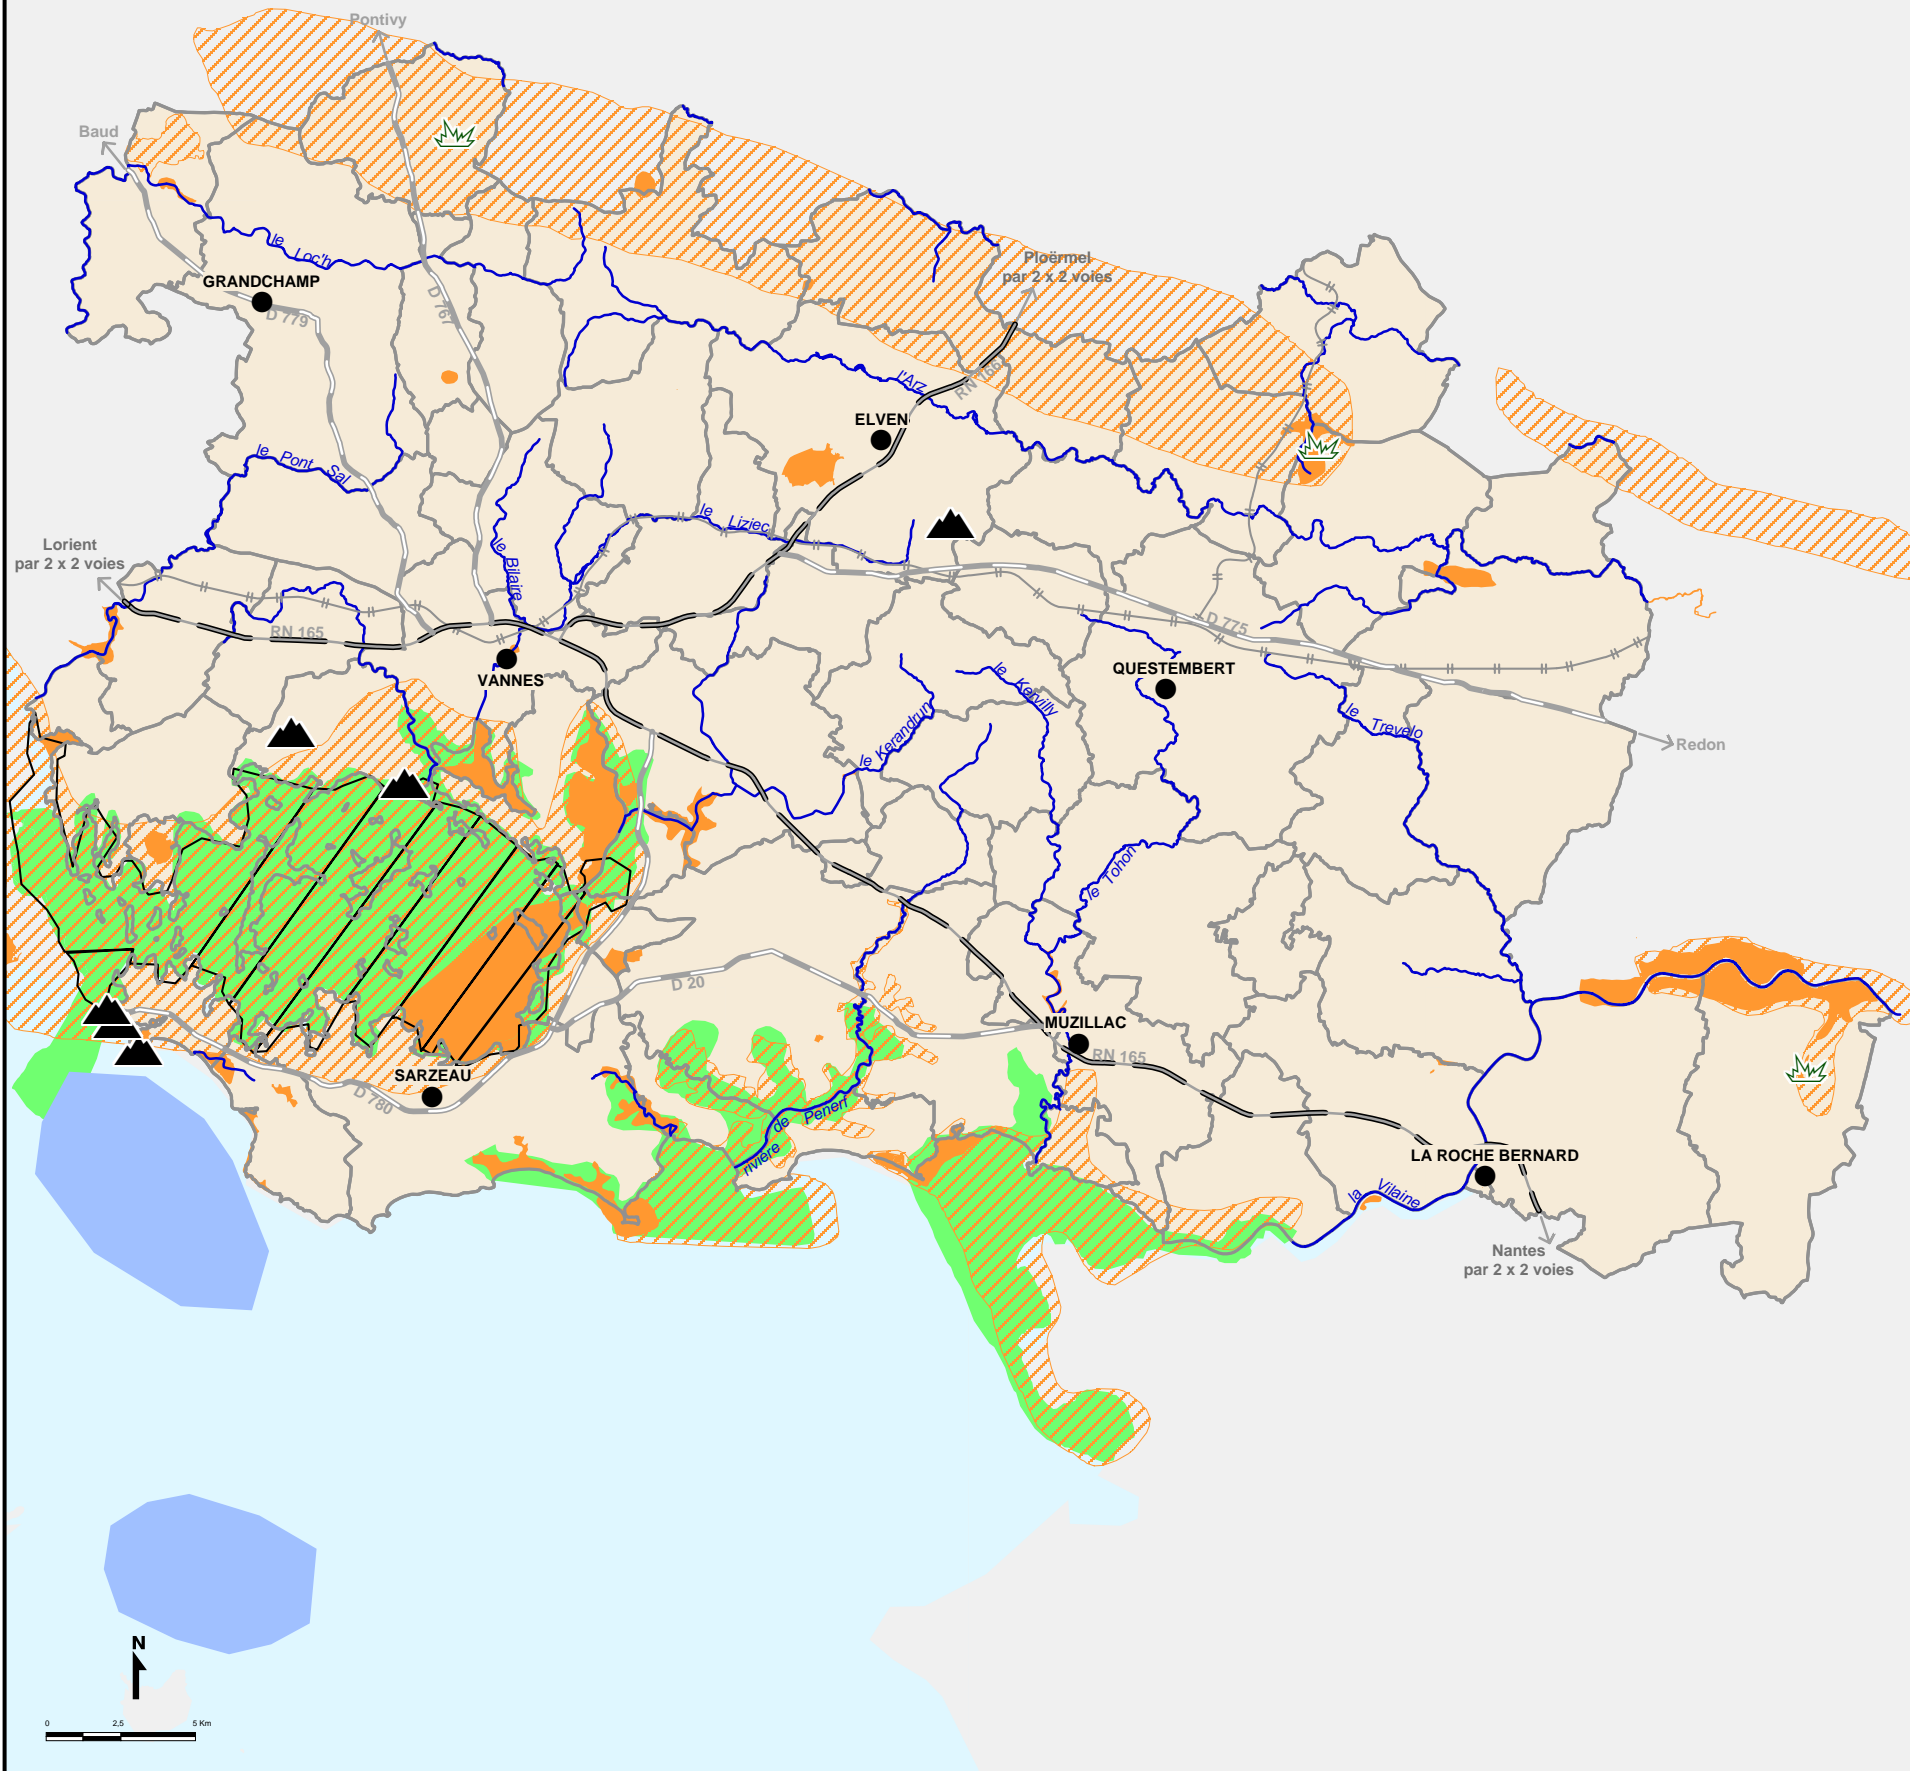 Pontivy
Baud
le Loc'h
Ploërmel
par 2 x 2 voies
GRANDCHAMP
D 779
D 767
l'Arz
RN 166
ELVEN
le Pont Sal
le Liziec
Lorient
par 2 x 2 voies
le Bilaire
RN 165
D 775
VANNES
QUESTEMBERT
le Kervilly
le Kerandrun
le Trevelo
Redon
le Tohon
D 20
MUZILLAC
RN 165
SARZEAU
D 780
rivière de Penerf
LA ROCHE BERNARD
la Vilaine
Nantes
par 2 x 2 voies
N
0 2,5 5 Km